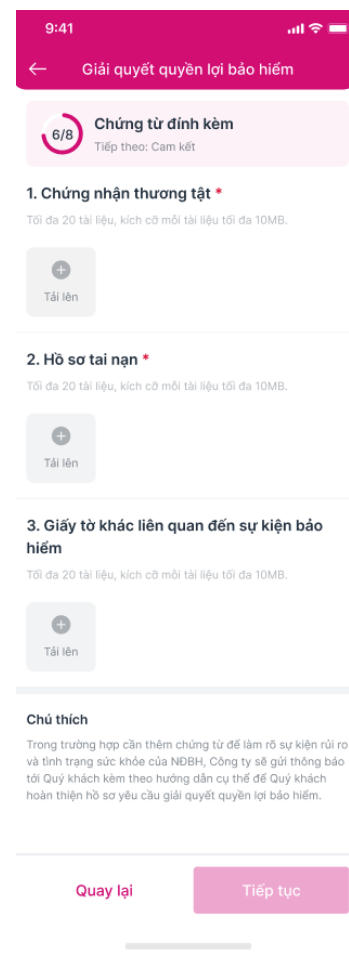 9:41
Giải quyết quyền lợi bảo hiểm
6/8
Chứng từ đính kèm
Tiếp theo: Cam kết
1. Chứng nhận thương tật *
Tối đa 20 tài liệu, kích cỡ mỗi tài liệu tối đa 10MB.
Tải lên
2. Hồ sơ tai nạn *
Tối đa 20 tài liệu, kích cỡ mỗi tài liệu tối đa 10MB.
Tải lên
3. Giấy tờ khác liên quan đến sự kiện bảo
hiểm
Tối đa 20 tài liệu, kích cỡ mỗi tài liệu tối đa 10MB.
Tải lên
Chú thích
Trong trường hợp cần thêm chứng từ để làm rõ sự kiện rủi ro
và tình trạng sức khỏe của NĐBH, Công ty sẽ gửi thông báo
tới Quý khách kèm theo hướng dẫn cụ thể để Quý khách
hoàn thiện hồ sơ yêu cầu giải quyết quyền lợi bảo hiểm.
Quay lại
Tiếp tục